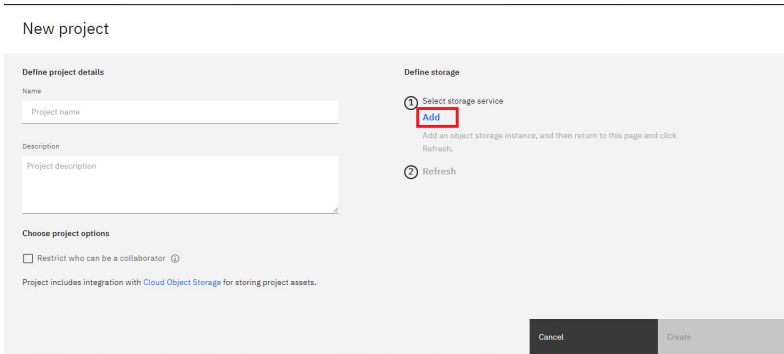 New project
Define project details
Name
Project name
Description
Project description
Choose project options
Restrict who can be a collaborator
Project includes integration with Cloud Object Storage for storing project assets.
Define storage
1 Select storage service
Add
Add an object storage instance, and then return to this page and click
Refresh.
2 Refresh
Cancel
Create